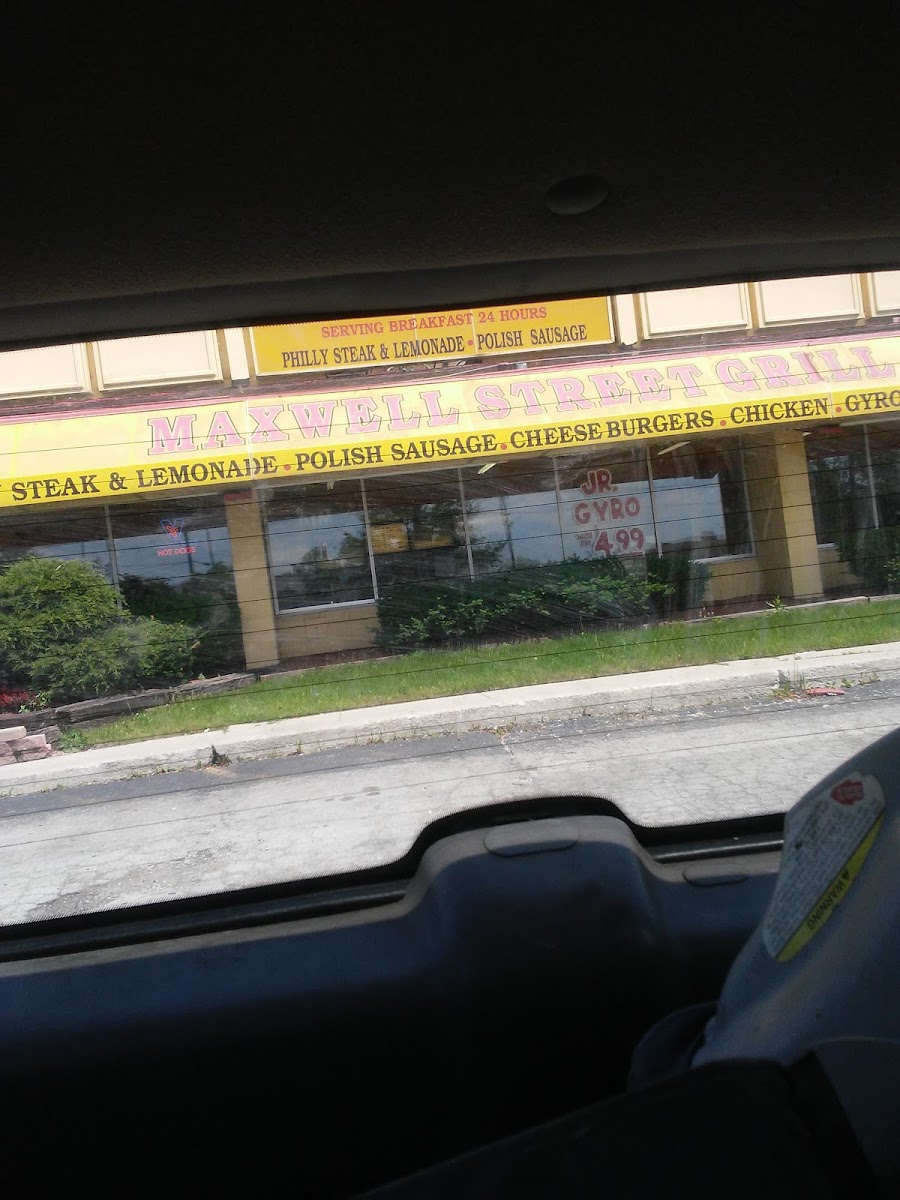 SERVING BREAKFAST 24 HOURS
PHILLY STEAK & LEMONADE • POLISH SAUSAGE
MAXWELL STREET GRILL
STEAK & LEMONADE • POLISH SAUSAGE • CHEESE BURGERS • CHICKEN • GYRO
HOT DOGS
JR.
GYRO
4.99
WARNING